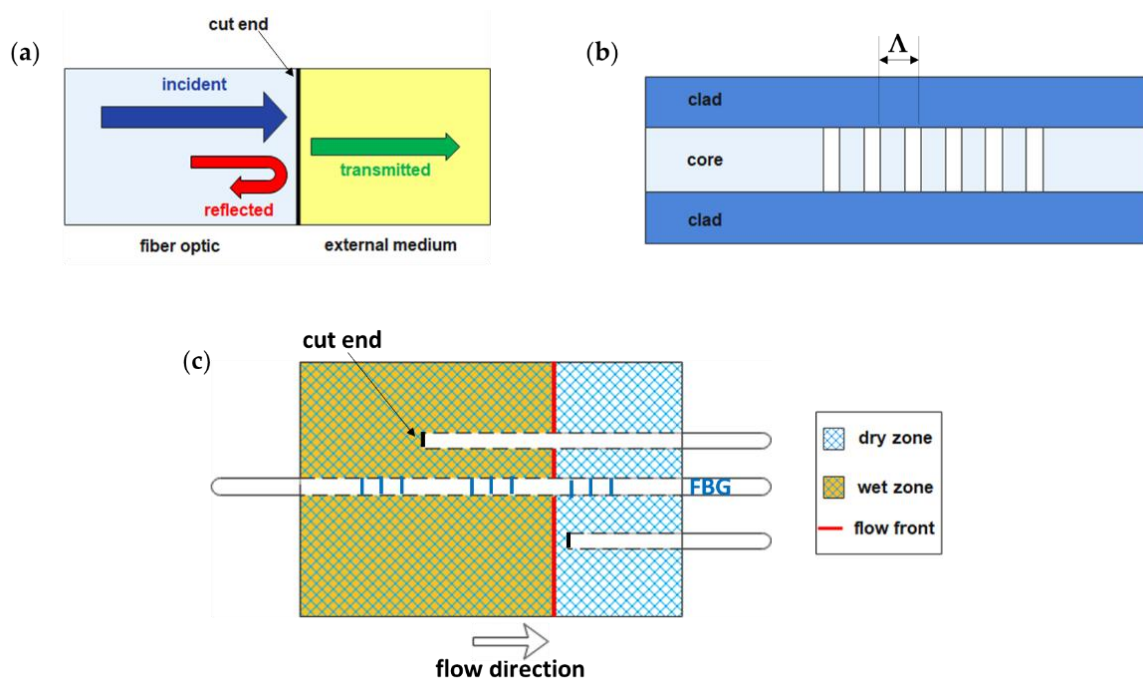 (a)
cut end
incident
transmitted
reflected
fiber optic
external medium
(b)
Λ
clad
core
clad
(c)
cut end
FBG
flow direction
dry zone
wet zone
flow front